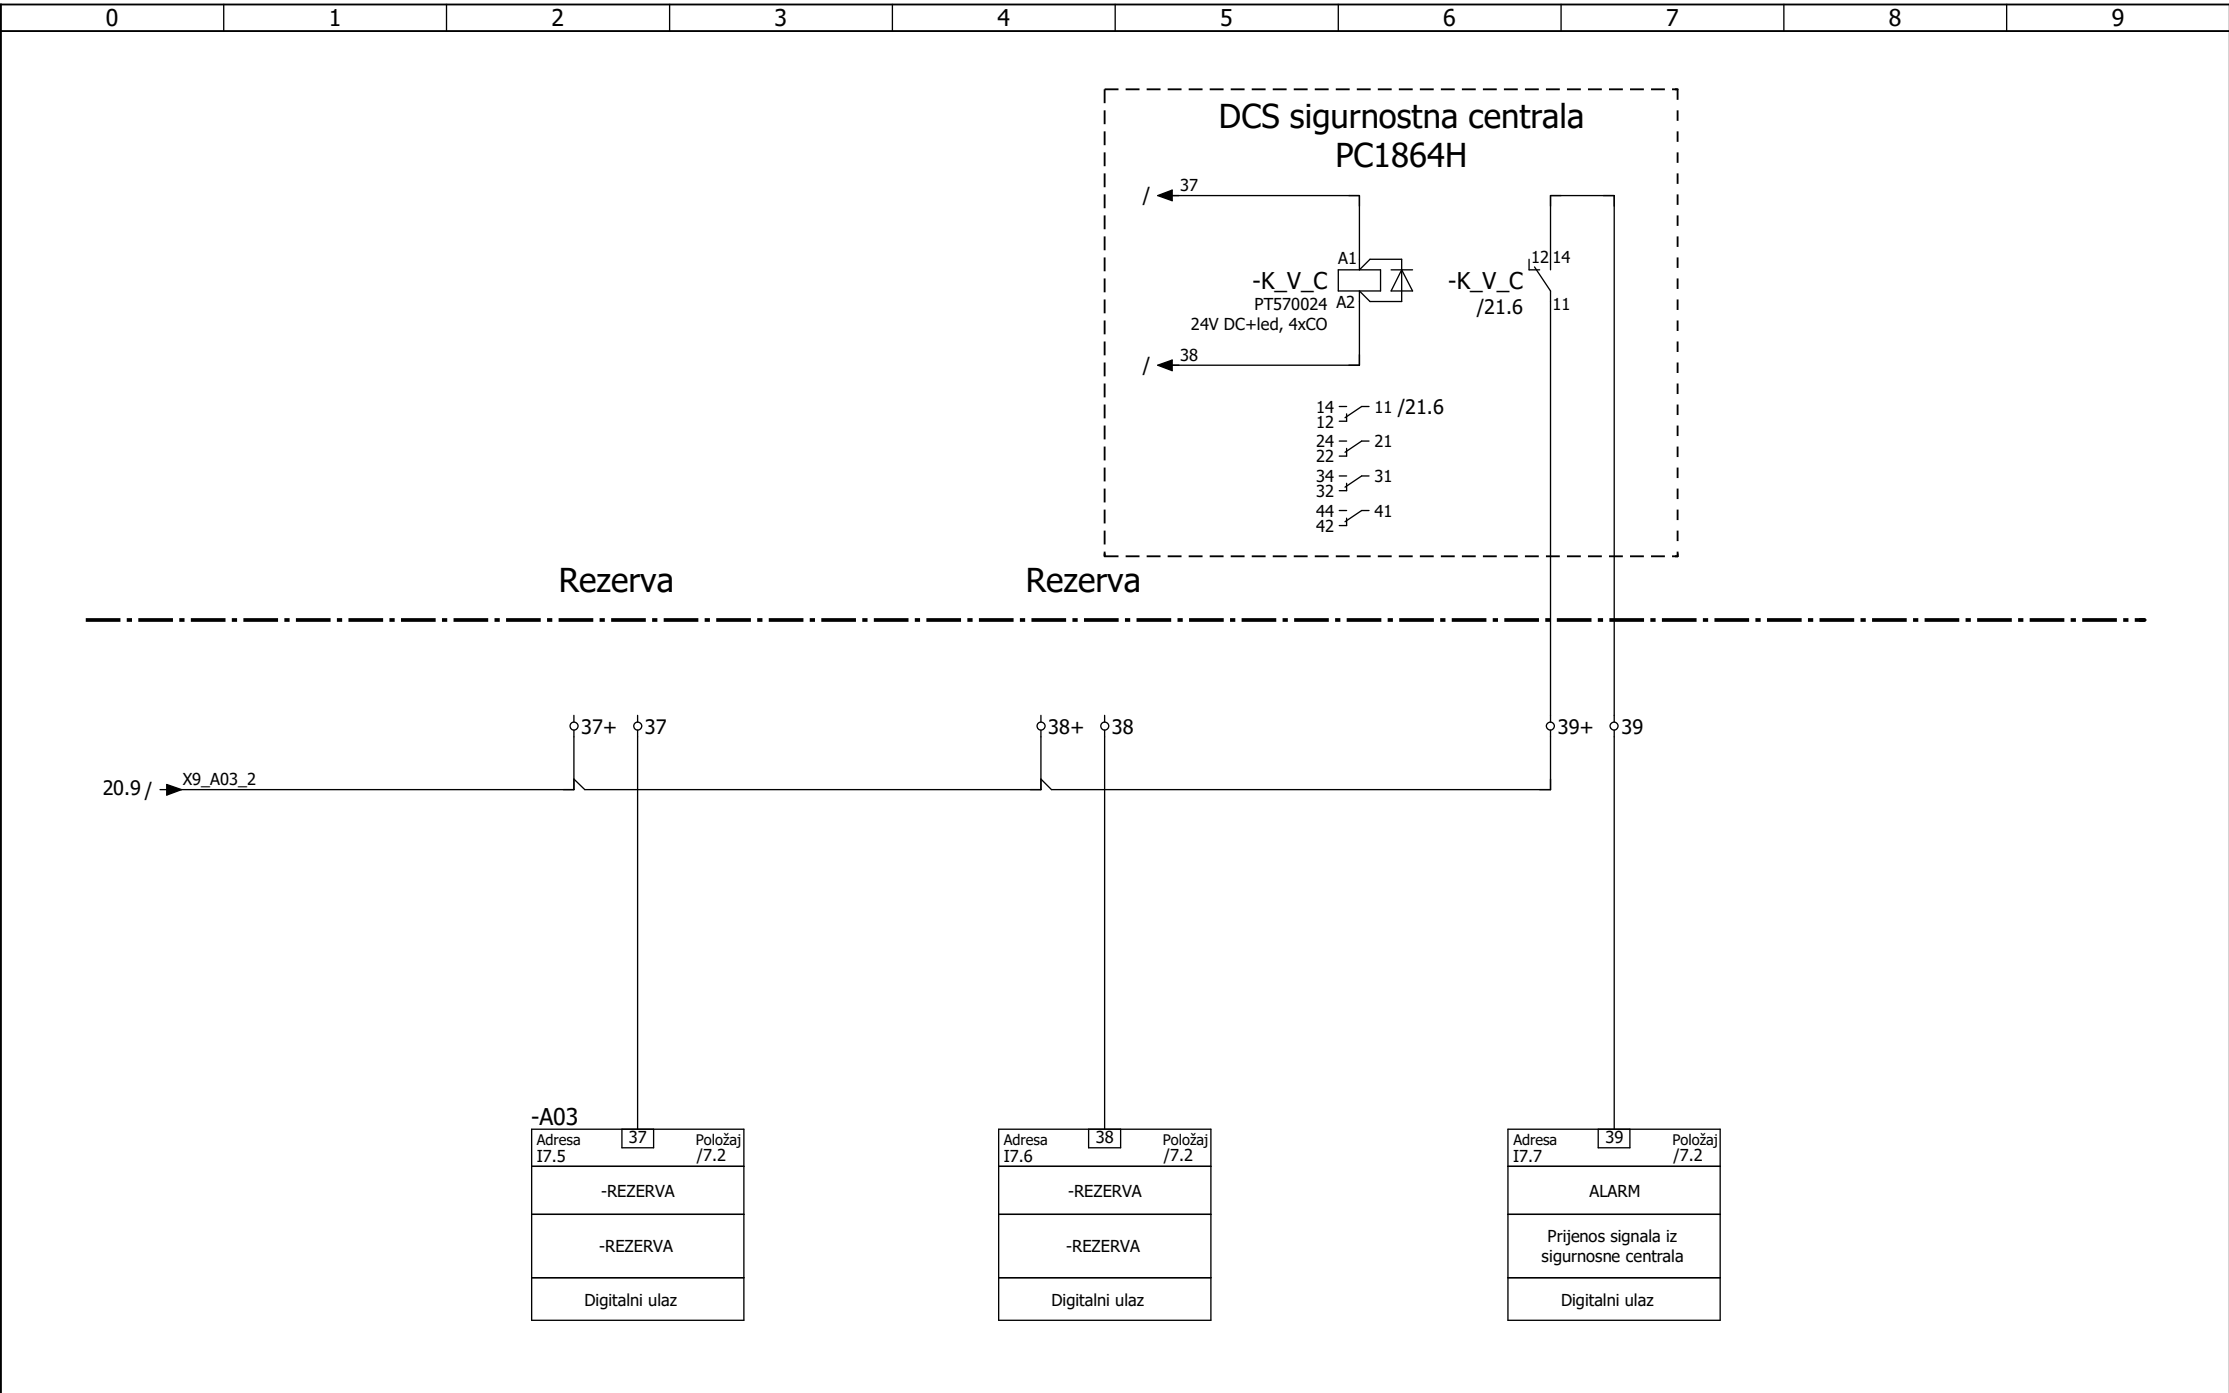 0 1 2 3 4 5 6 7 8 9
DCS sigurnostna centrala
PC1864H
/ 37
A1
-K_V_C
PT570024 A2
24V DC+led, 4xCO
12 14
-K_V_C
/21.6 11
/ 38
14 11 /21.6
12
24 21
22
34 31
32
44 41
42
Rezerva Rezerva
37+ 37 38+ 38 39+ 39
20.9 / X9_A03_2
-A03
Adresa 37 Položaj
I7.5 /7.2
-REZERVA
-REZERVA
Digitalni ulaz
Adresa 38 Položaj
I7.6 /7.2
-REZERVA
-REZERVA
Digitalni ulaz
Adresa 39 Položaj
I7.7 /7.2
ALARM
Prijenos signala iz
sigurnosne centrala
Digitalni ulaz